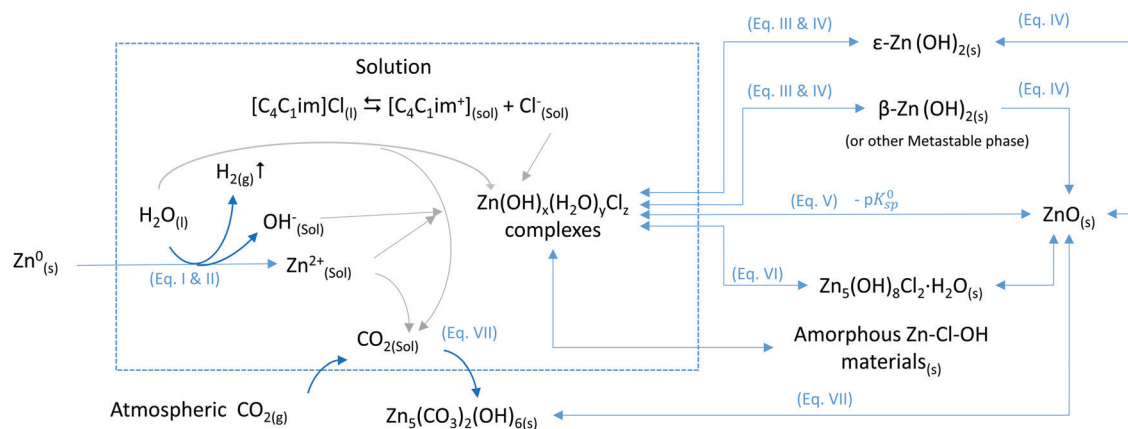 (Eq. III & IV)
ε-Zn (OH)2(s)
(Eq. IV)
Solution
[C4C1im]Cl(l) ⇆ [C4C1im+](sol) + Cl-(Sol)
(Eq. III & IV)
β-Zn (OH)2(s)
(Eq. IV)
(or other Metastable phase)
H2(g)↑
H2O(l)
OH-(Sol)
Zn(OH)x(H2O)yClz
complexes
(Eq. V) - pK0sp
ZnO(s)
Zn0(s)
(Eq. I & II)
Zn2+(Sol)
(Eq. VI)
Zn5(OH)8Cl2·H2O(s)
CO2(Sol)
(Eq. VII)
Amorphous Zn-Cl-OH
materials(s)
Atmospheric CO2(g)
Zn5(CO3)2(OH)6(s)
(Eq. VII)